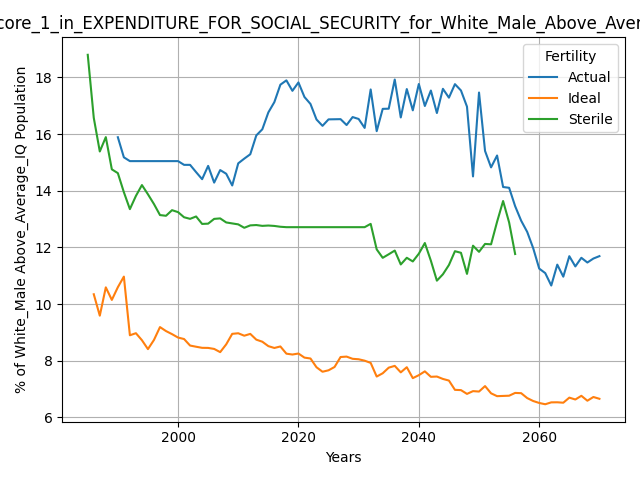 core_1_in_EXPENDITURE_FOR_SOCIAL_SECURITY_for_White_Male_Above_Aver
Fertility
Actual
Ideal
Sterile
% of White_Male Above_Average_IQ Population
18
16
14
12
10
8
6
2000
2020
2040
2060
Years